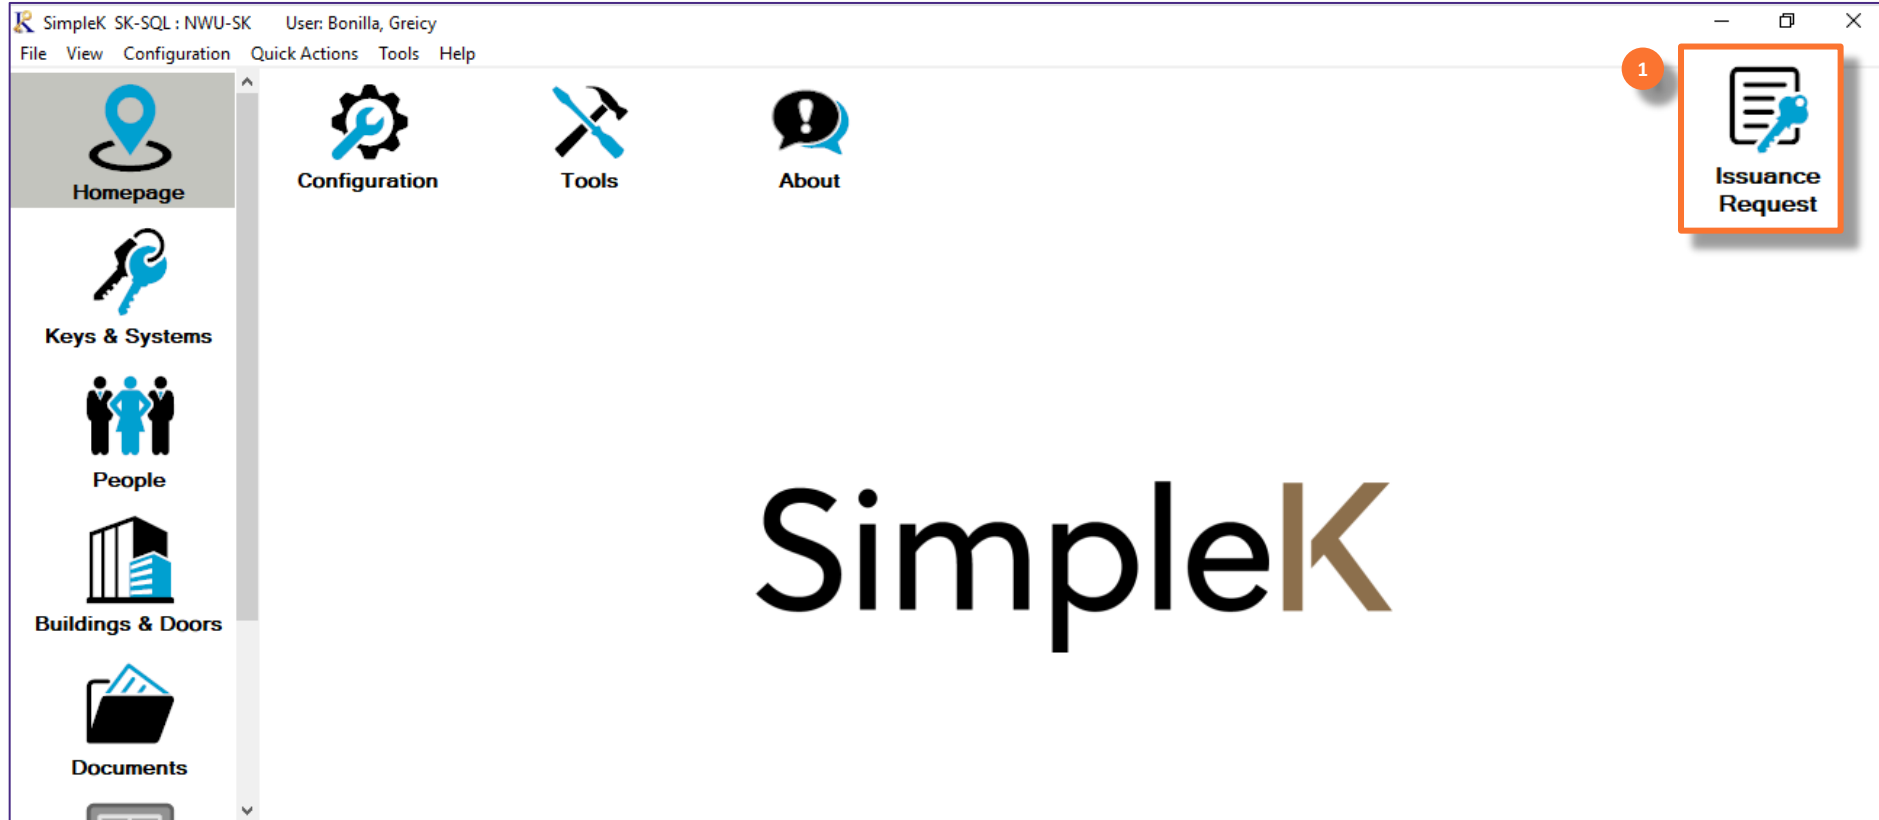 SimpleK SK-SQL : NWU-SK User: Bonilla, Greicy
File View Configuration Quick Actions Tools Help
1
Homepage
Configuration
Tools
About
Issuance
Request
Keys & Systems
People
Buildings & Doors
Documents
SimpleK